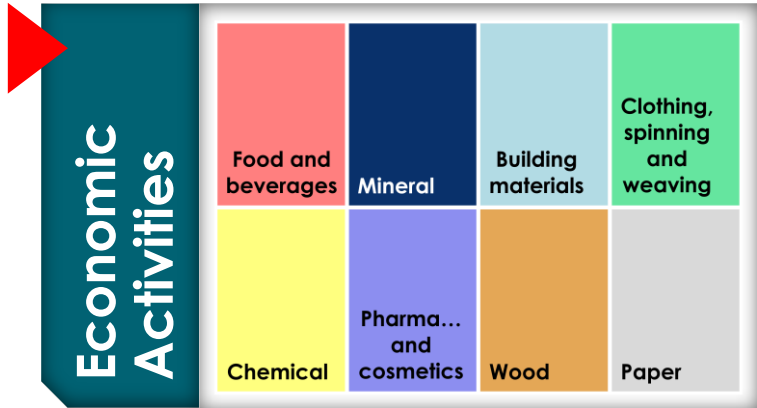 Economic
Activities
Food and
beverages
Mineral
Building
materials
Clothing,
spinning
and
weaving
Chemical
Pharma...
and
cosmetics
Wood
Paper